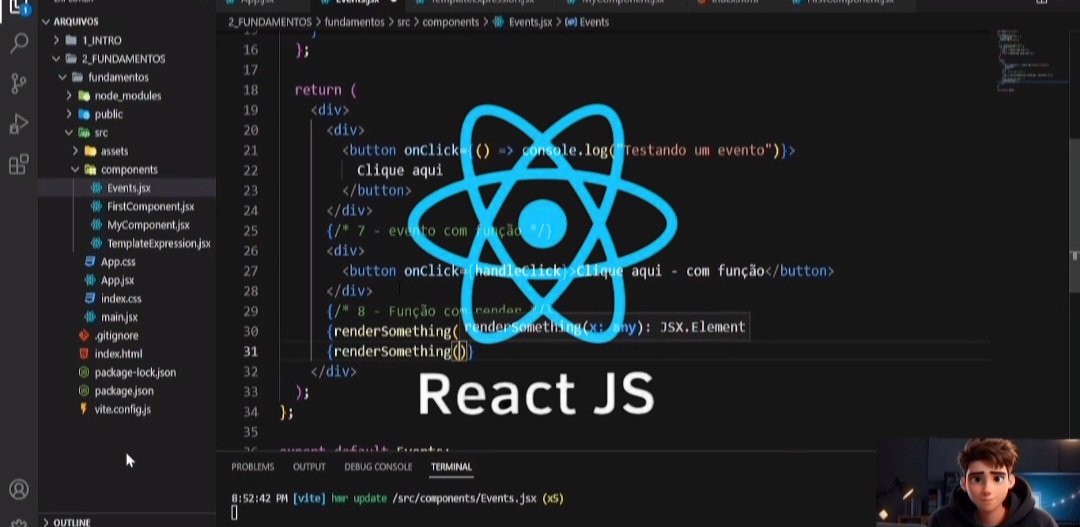 1
ARQUIVOS
1_INTRO
2_FUNDAMENTOS
fundamentos
node_modules
public
src
assets
components
Events.jsx
FirstComponent.jsx
MyComponent.jsx
TemplateExpression.jsx
App.css
App.jsx
index.css
main.jsx
.gitignore
index.html
package-lock.json
package.json
vite.config.js
OUTLINE
2_FUNDAMENTOS > fundamentos > src > components > Events.jsx > Events
16 };
17
18 return (
19 <div>
20 <div>
21 <button onClick={() => console.log("Testando um evento")}>
22 Clique aqui
23 </button>
24 </div>
25 {/* 7 - evento com função */}
26 <div>
27 <button onClick={handleClick}>Clique aqui - com função</button>
28 </div>
29 {/* 8 - Função com render */}
30 {renderSomething(
renderSomething(x: any): JSX.Element
31 {renderSomething()}
32 </div>
33 );
34 };
35
React JS
PROBLEMS OUTPUT DEBUG CONSOLE TERMINAL
8:52:42 PM [vite] hmr update /src/components/Events.jsx (x5)